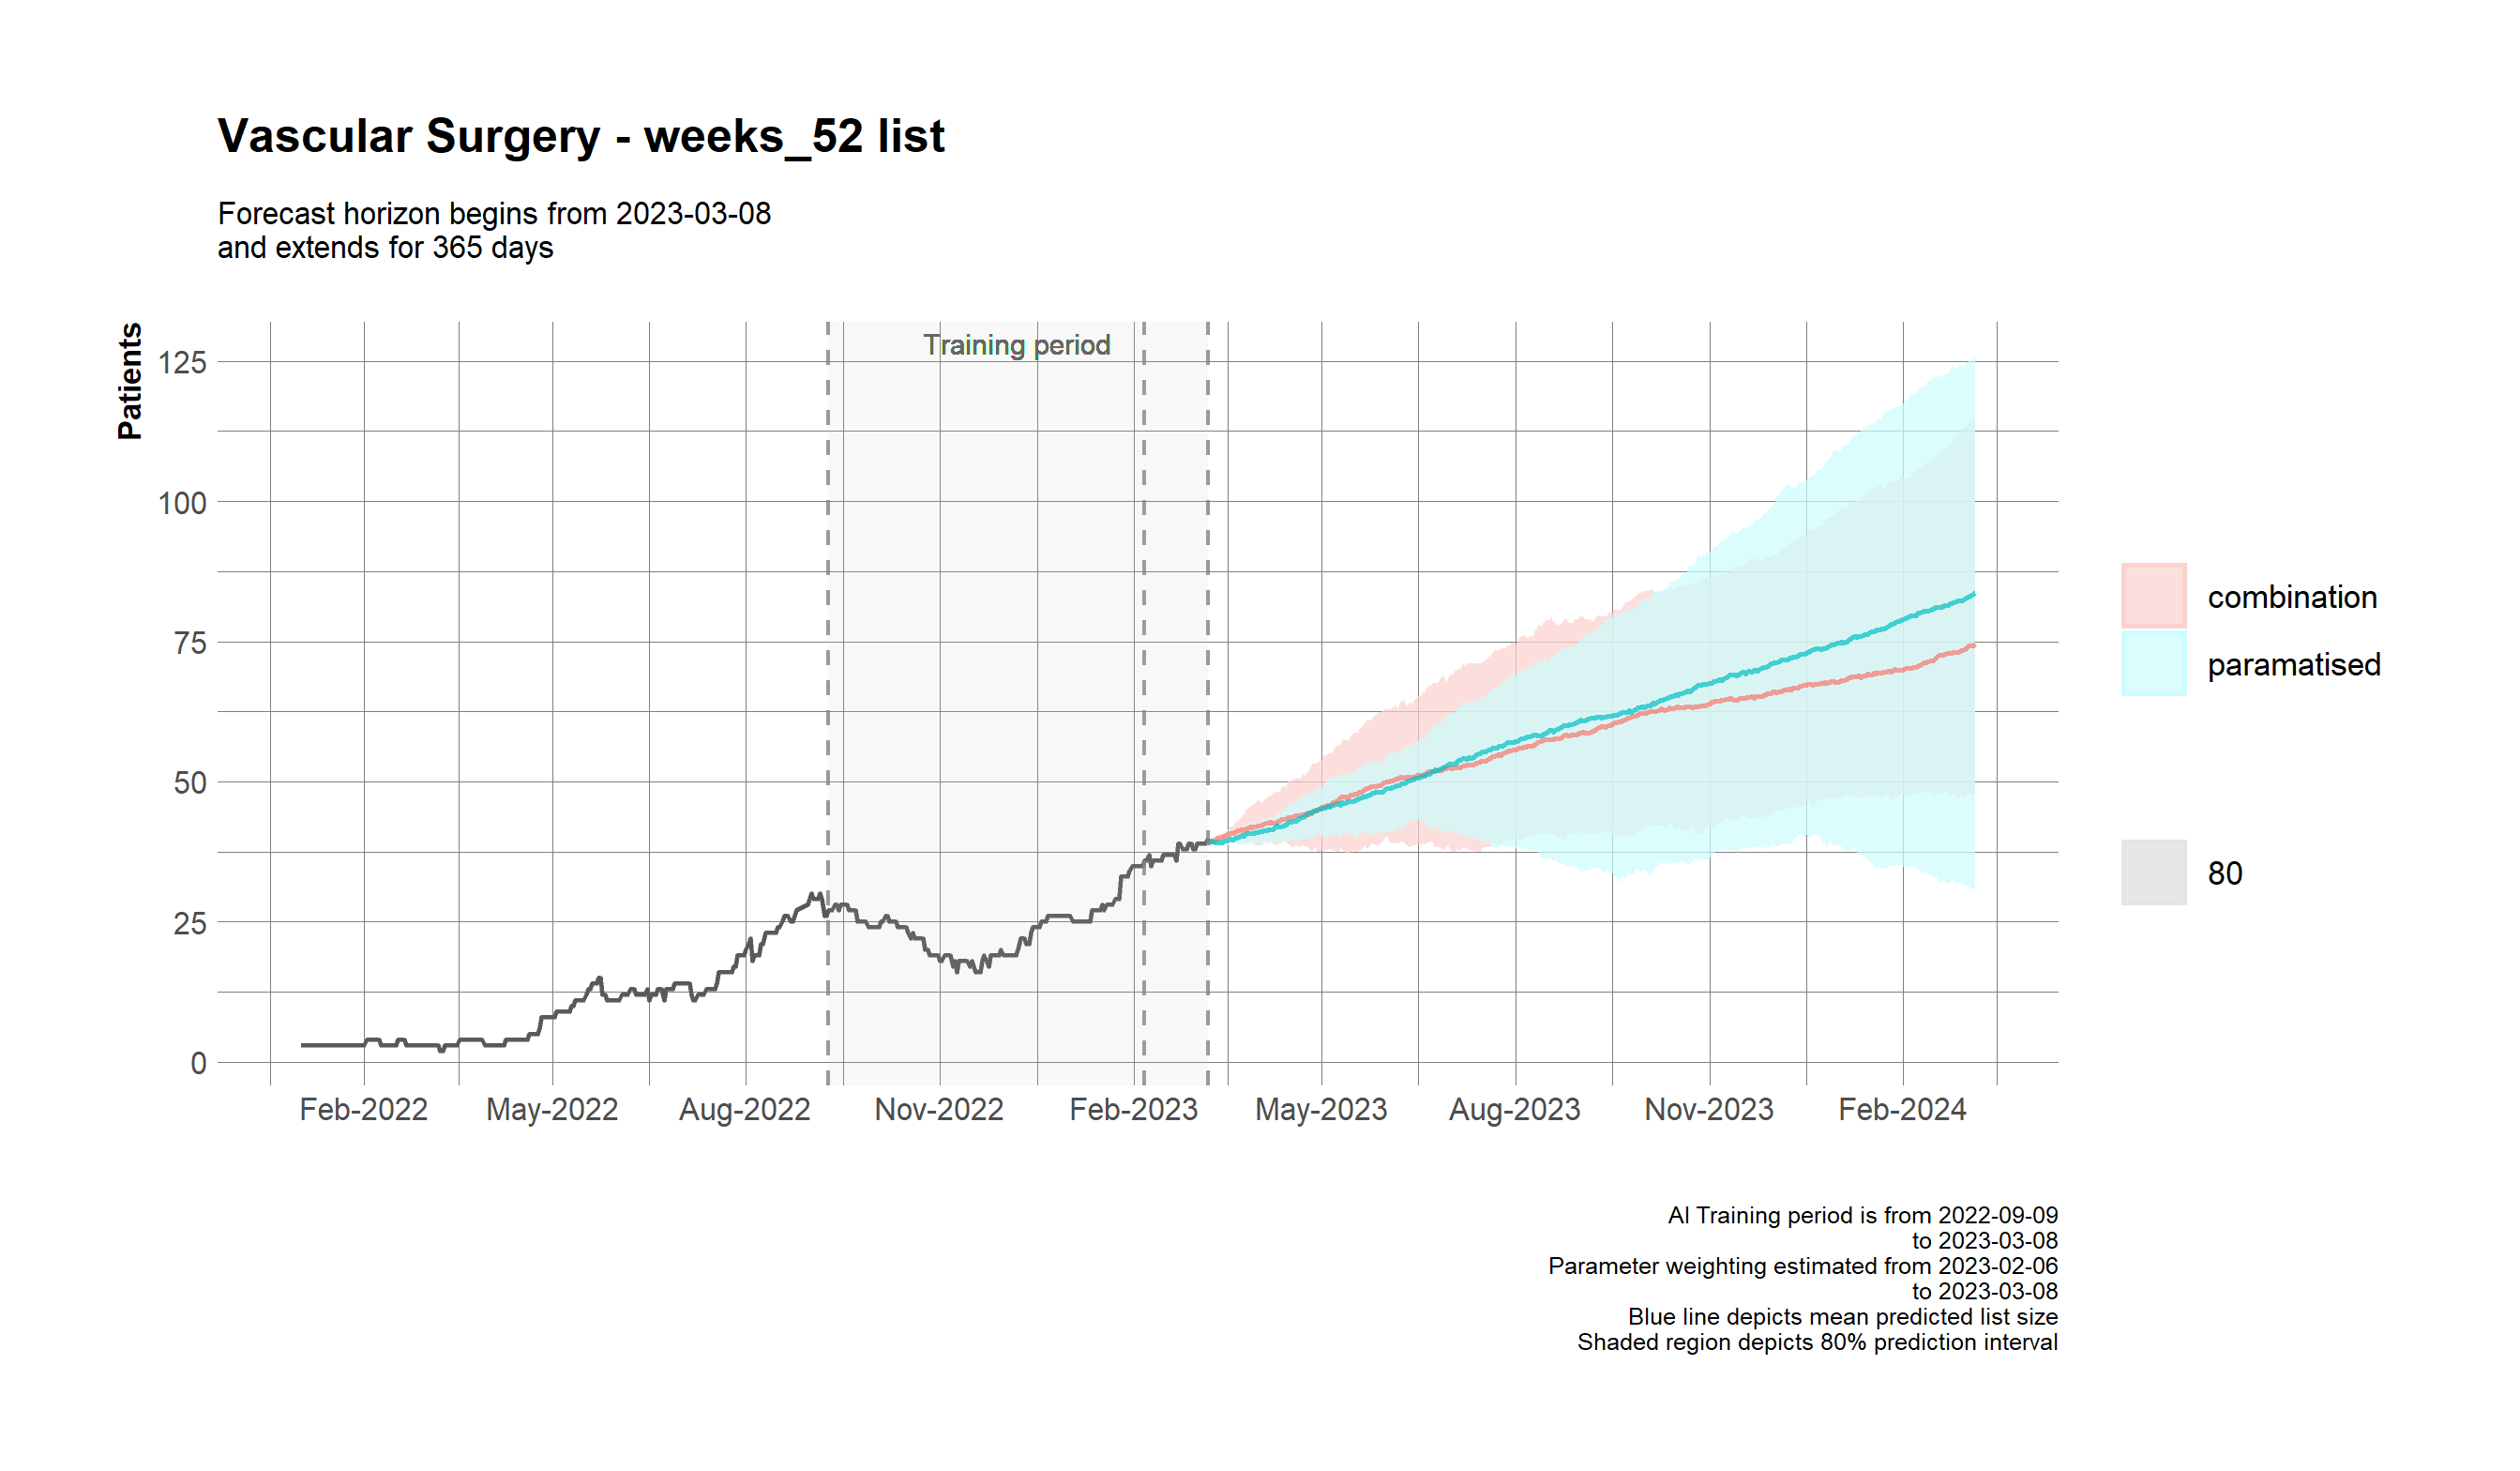 Vascular Surgery - weeks_52 list
Forecast horizon begins from 2023-03-08
and extends for 365 days
Patients
Training period
125
100
75
50
25
0
Feb-2022
May-2022
Aug-2022
Nov-2022
Feb-2023
May-2023
Aug-2023
Nov-2023
Feb-2024
combination
paramatised
80
AI Training period is from 2022-09-09
to 2023-03-08
Parameter weighting estimated from 2023-02-06
to 2023-03-08
Blue line depicts mean predicted list size
Shaded region depicts 80% prediction interval